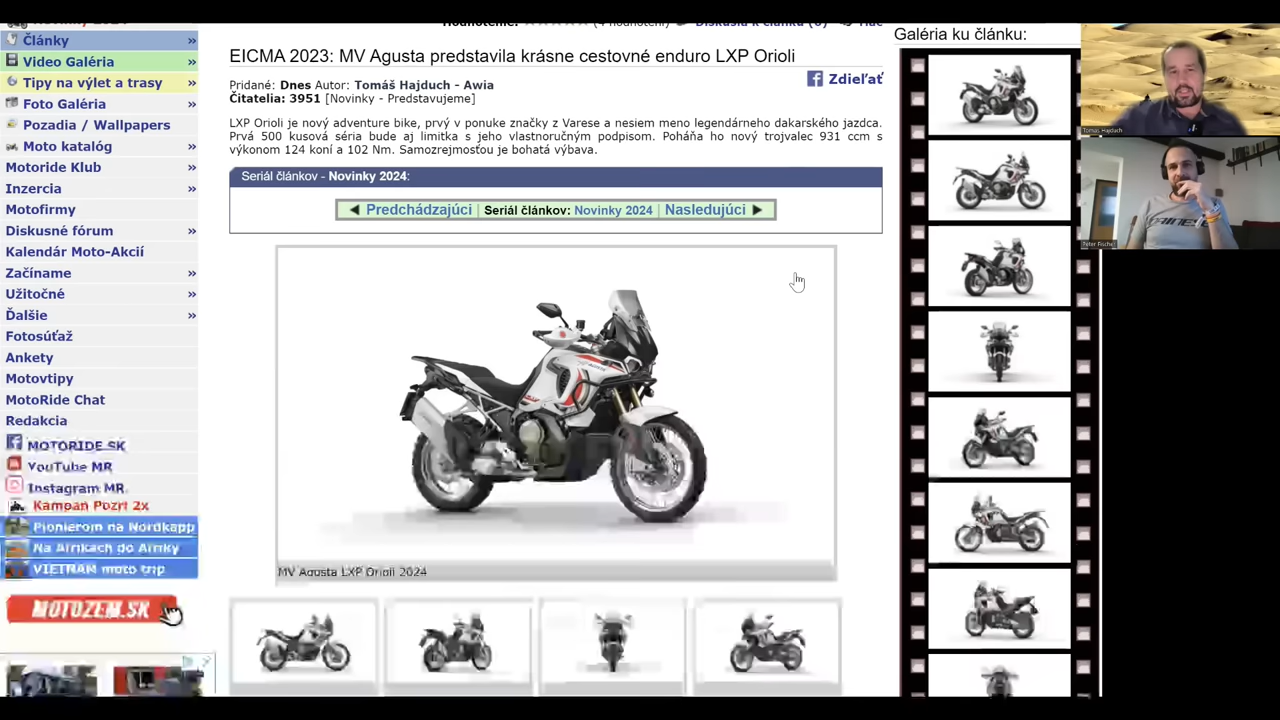 Články »
Video Galéria »
Tipy na výlet a trasy »
Foto Galéria »
Pozadia / Wallpapers
Moto katalóg »
Motoride Klub »
Inzercia »
Motofirmy
Diskusné fórum »
Kalendár Moto-Akcií
Začíname »
Užitočné »
Ďalšie »
Fotosúťaž
Ankety
Motovtipy
MotoRide Chat
Redakcia
MOTORIDE.SK
YouTube MR
Instagram MR
Kampaň Pozri 2x
Pionierom na Nordkapp
Na Afrikách do Afriky
VIETNAM moto trip
MOTOZEM.SK
EICMA 2023: MV Agusta predstavila krásne cestovné enduro LXP Orioli
Zdieľať
Pridané: Dnes Autor: Tomáš Hajduch - Awia
Čitatelia: 3951 [Novinky - Predstavujeme]
LXP Orioli je nový adventure bike, prvý v ponuke značky z Varese a nesiem meno legendárneho dakarského jazdca.
Prvá 500 kusová séria bude aj limitka s jeho vlastnoručným podpisom. Poháňa ho nový trojvalec 931 ccm s
výkonom 124 koní a 102 Nm. Samozrejmosťou je bohatá výbava.
Seriál článkov - Novinky 2024:
◄ Predchádzajúci | Seriál článkov: Novinky 2024 | Nasledujúci ►
MV Agusta LXP Orioli 2024
Galéria ku článku:
Tomáš Hajduch
Peter Fischer